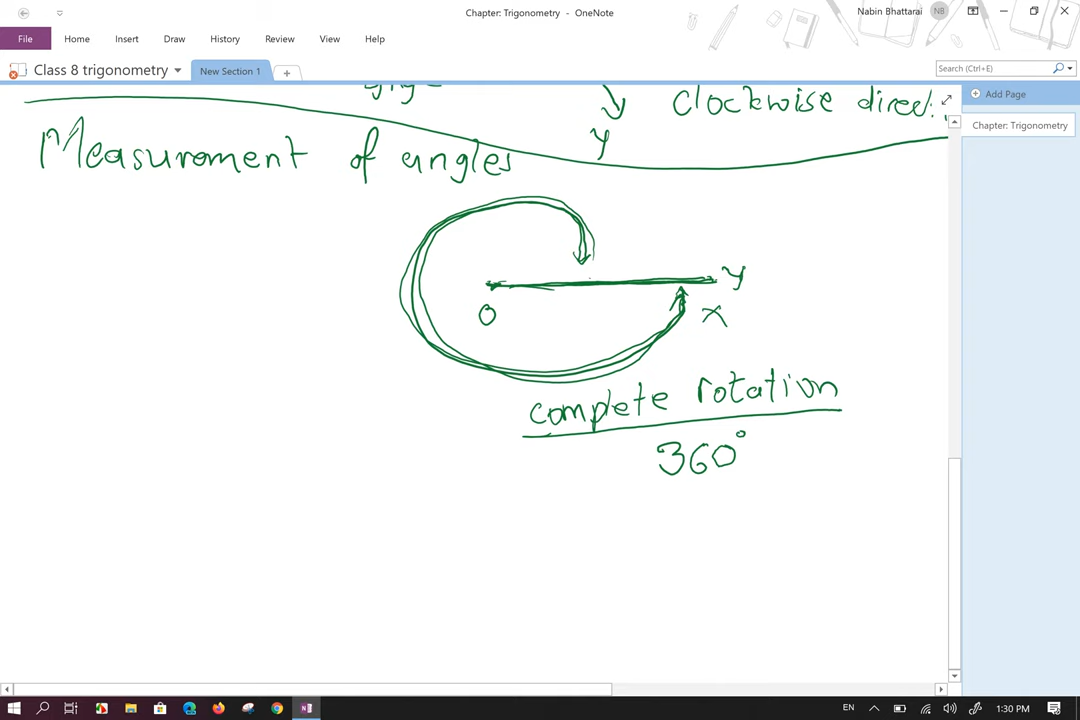 Chapter: Trigonometry - OneNote
Nabin Bhattarai NB
File Home Insert Draw History Review View Help
Class 8 trigonometry New Section 1 +
Search (Ctrl+E)
Add Page
Chapter: Trigonometry
Clockwise direc
y
Measurement of angles
y
O
X
complete rotation
360°
EN 1:30 PM